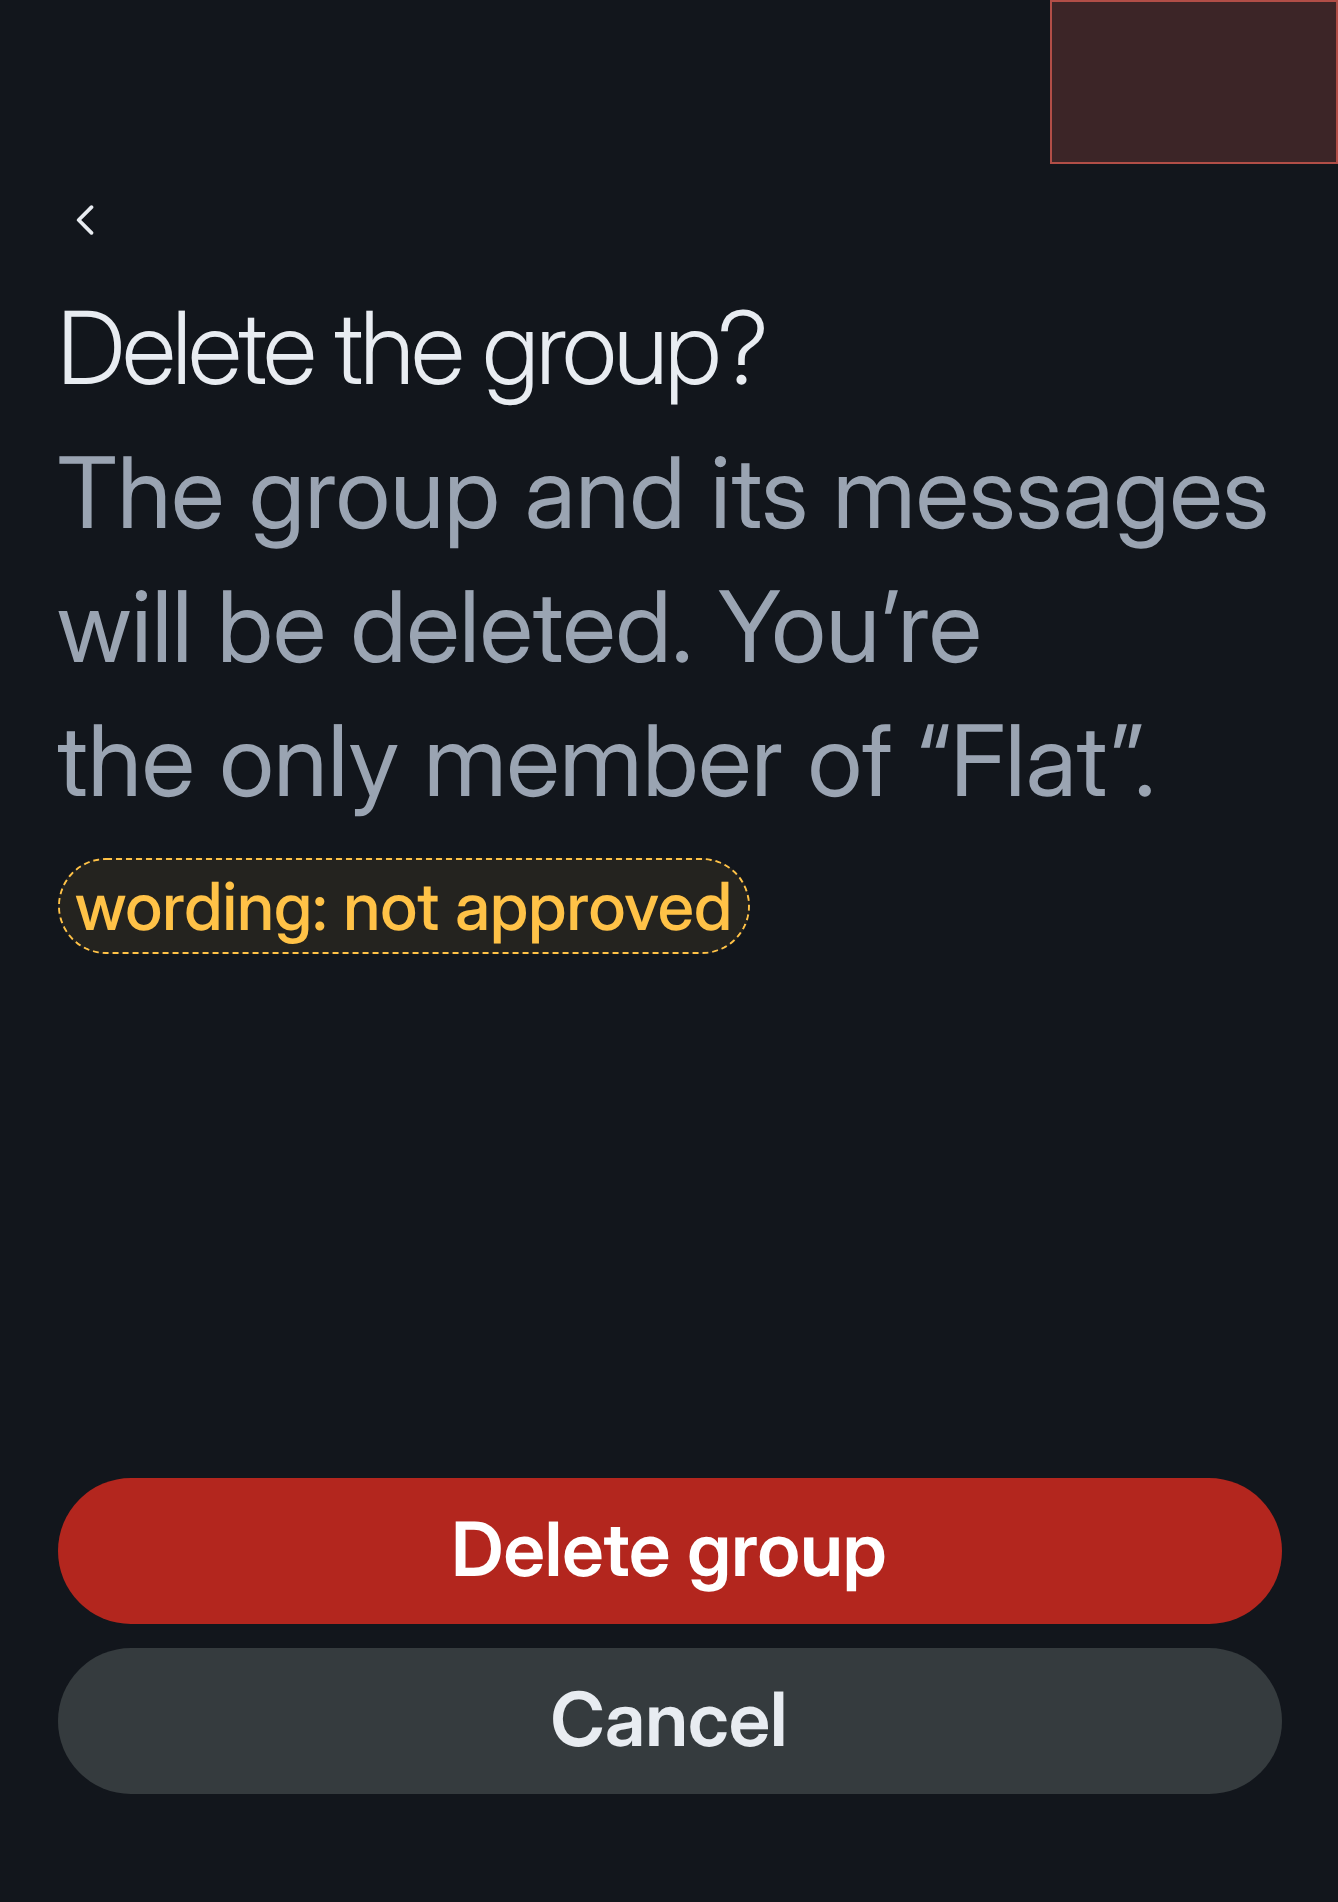 Delete the group?
The group and its messages
will be deleted. You’re
the only member of “Flat”.
wording: not approved
Delete group
Cancel